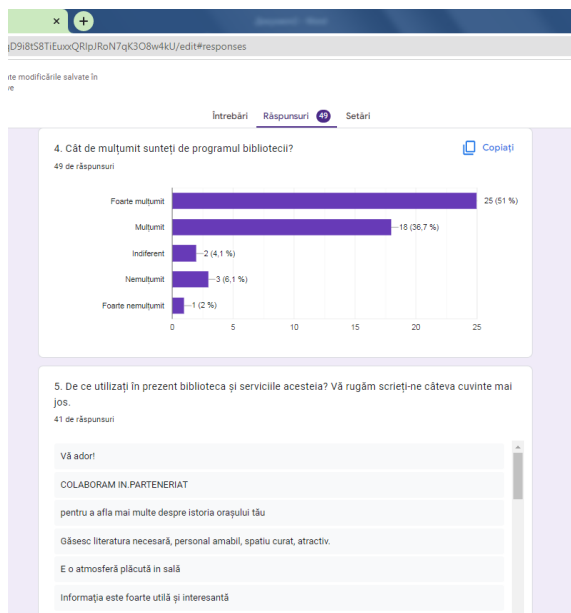 D9i8tS8TiEuxxQRlpJRoN7qK3O8w4kU/edit#responses
te modificările salvate în
ve
Întrebări Răspunsuri 49 Setări
4. Cât de mulțumit sunteți de programul bibliotecii?
Copiați
49 de răspunsuri
Foarte mulțumit 25 (51 %)
Mulțumit 18 (36,7 %)
Indiferent 2 (4,1 %)
Nemulțumit 3 (6,1 %)
Foarte nemulțumit 1 (2 %)
0 5 10 15 20 25
5. De ce utilizați în prezent biblioteca și serviciile acesteia? Vă rugăm scrieți-ne câteva cuvinte mai
jos.
41 de răspunsuri
Vă ador!
COLABORAM IN.PARTENERIAT
pentru a afla mai multe despre istoria orașului tău
Găsesc literatura necesară, personal amabil, spatiu curat, atractiv.
E o atmosferă plăcută in sală
Informaţia este foarte utilă și interesantă